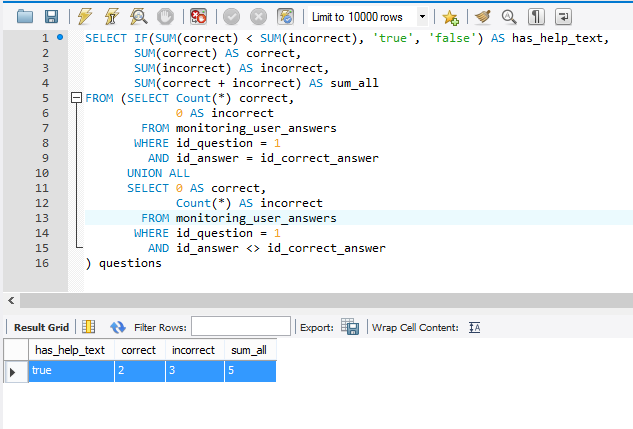 Limit to 10000 rows
1 SELECT IF(SUM(correct) < SUM(incorrect), 'true', 'false') AS has_help_text,
2 SUM(correct) AS correct,
3 SUM(incorrect) AS incorrect,
4 SUM(correct + incorrect) AS sum_all
5 FROM (SELECT Count(*) correct,
6 0 AS incorrect
7 FROM monitoring_user_answers
8 WHERE id_question = 1
9 AND id_answer = id_correct_answer
10 UNION ALL
11 SELECT 0 AS correct,
12 Count(*) AS incorrect
13 FROM monitoring_user_answers
14 WHERE id_question = 1
15 AND id_answer <> id_correct_answer
16 ) questions
Result Grid Filter Rows: Export: Wrap Cell Content: IA
has_help_text correct incorrect sum_all
true 2 3 5